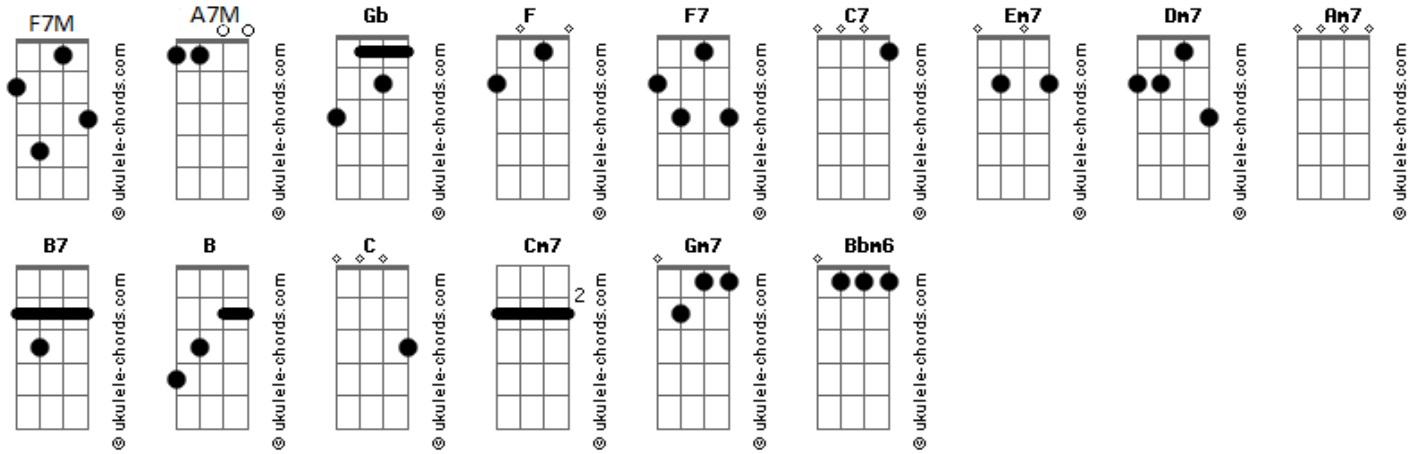 F7M A7M Gb F F7 C7 Em7 Dm7 Am7
© ukulele-chords.com © ukulele-chords.com © ukulele-chords.com © ukulele-chords.com © ukulele-chords.com © ukulele-chords.com © ukulele-chords.com © ukulele-chords.com © ukulele-chords.com
B7 B C Cm7 Gm7 Bbm6
2
© ukulele-chords.com © ukulele-chords.com © ukulele-chords.com © ukulele-chords.com © ukulele-chords.com © ukulele-chords.com